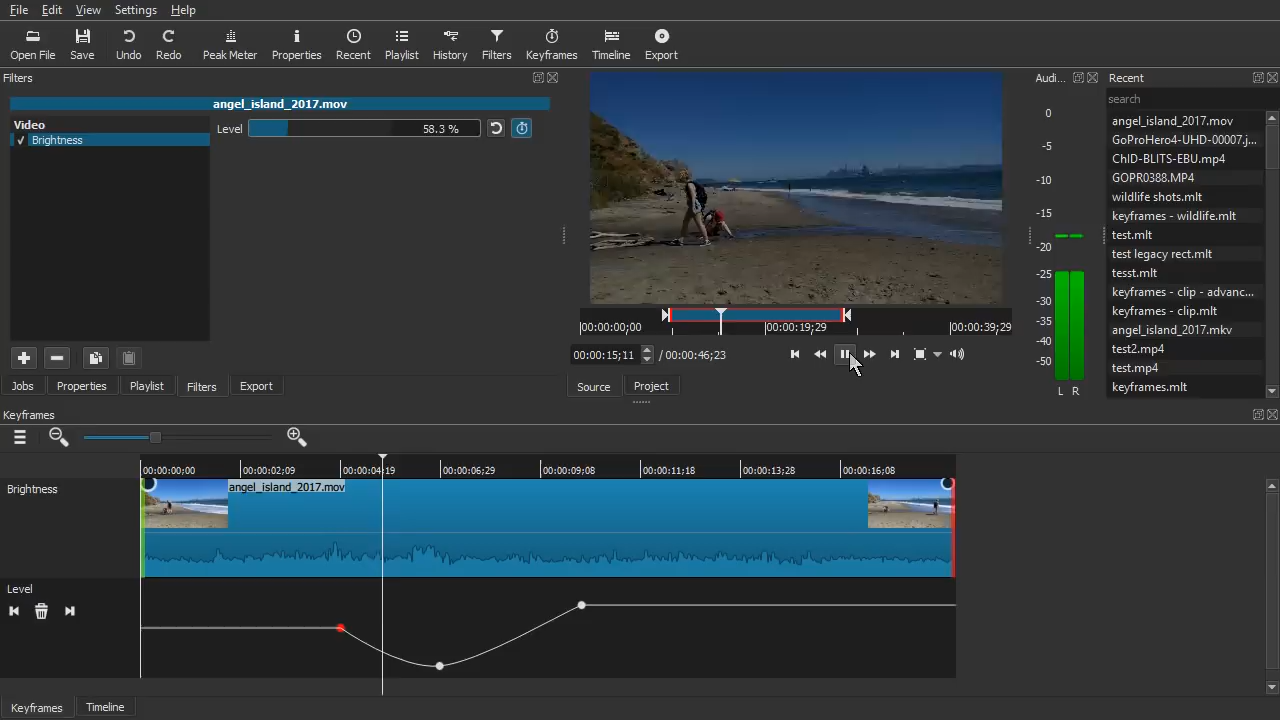 File Edit View Settings Help
Open File Save Undo Redo Peak Meter Properties Recent Playlist History Filters Keyframes Timeline Export
Filters
angel_island_2017.mov
Video
✓ Brightness
Level 58.3 %
Jobs Properties Playlist Filters Export
00:00:00;00 00:00:19;29 00:00:39;29
00:00:15;11 / 00:00:46;23
Source Project
Audi...
0
-5
-10
-15
-20
-25
-30
-35
-40
-50
L R
Recent
search
angel_island_2017.mov
GoProHero4-UHD-00007.j...
ChID-BLITS-EBU.mp4
GOPR0388.MP4
wildlife shots.mlt
keyframes - wildlife.mlt
test.mlt
test legacy rect.mlt
tesst.mlt
keyframes - clip - advanc...
keyframes - clip.mlt
angel_island_2017.mkv
test2.mp4
test.mp4
keyframes.mlt
Keyframes
00:00:00;00 00:00:02;09 00:00:04;19 00:00:06;29 00:00:09;08 00:00:11;18 00:00:13;28 00:00:16;08
Brightness
angel_island_2017.mov
Level
Keyframes Timeline